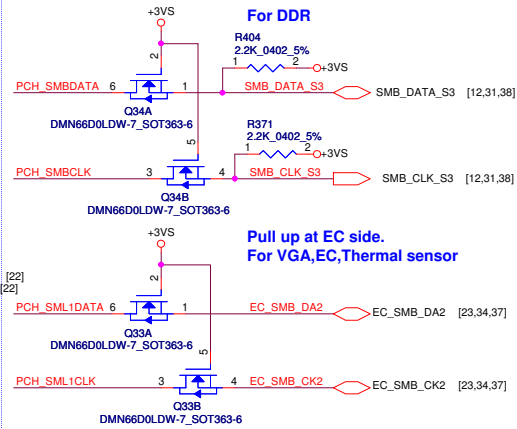 +3VS
For DDR
R404
2.2K_0402_5%
2
1 2
+3VS
PCH_SMBDATA 6
1
SMB_DATA_S3
SMB_DATA_S3 [12,31,38]
Q34A
DMN66D0LDW-7_SOT363-6
R371
2.2K_0402_5%
5
1 2
+3VS
PCH_SMBCLK
3
4
SMB_CLK_S3
SMB_CLK_S3 [12,31,38]
Q34B
DMN66D0LDW-7_SOT363-6
+3VS
Pull up at EC side.
For VGA,EC,Thermal sensor
[22]
[22]
2
PCH_SML1DATA 6
1
EC_SMB_DA2
EC_SMB_DA2 [23,34,37]
Q33A
DMN66D0LDW-7_SOT363-6
5
PCH_SML1CLK
3
4
EC_SMB_CK2
EC_SMB_CK2 [23,34,37]
Q33B
DMN66D0LDW-7_SOT363-6